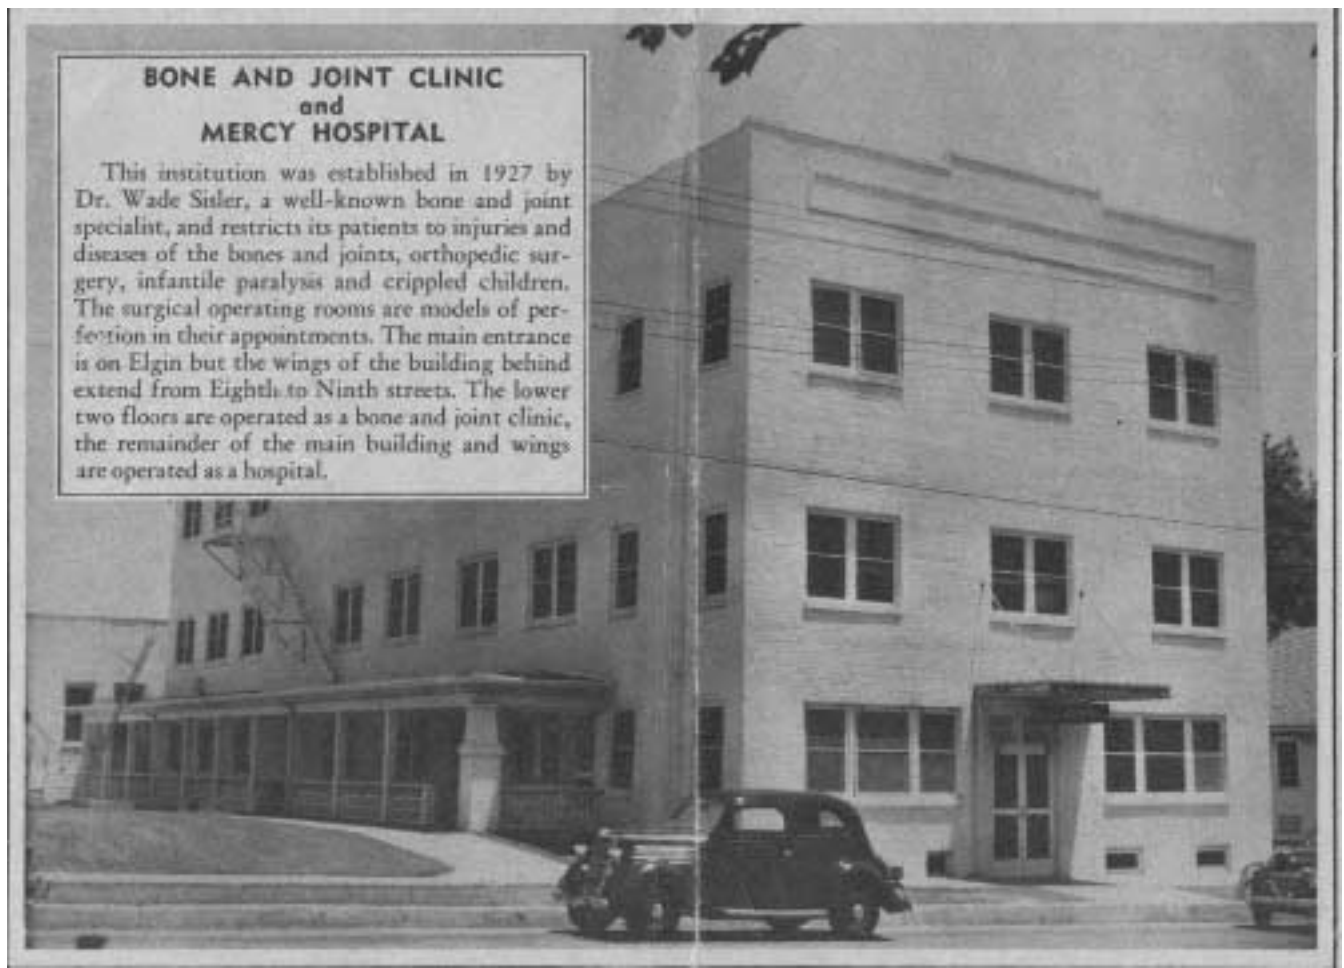 BONE AND JOINT CLINIC
and
MERCY HOSPITAL
This institution was established in 1927 by
Dr. Wade Sisler, a well-known bone and joint
specialist, and restricts its patients to injuries and
diseases of the bones and joints, orthopedic sur-
gery, infantile paralysis and crippled children.
The surgical operating rooms are models of per-
fection in their appointments. The main entrance
is on Elgin but the wings of the building behind
extend from Eighth to Ninth streets. The lower
two floors are operated as a bone and joint clinic,
the remainder of the main building and wings
are operated as a hospital.